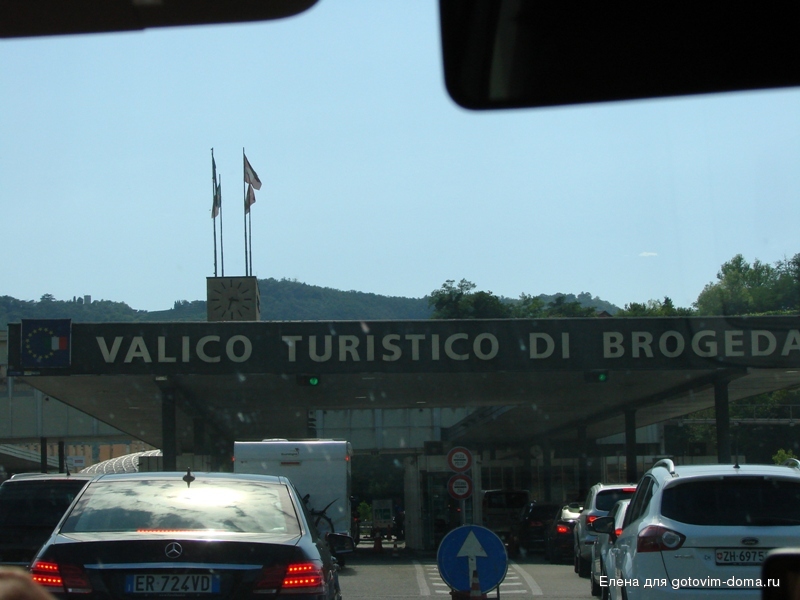 VALICO TURISTICO DI BROGEDA
ER 724VD
ZH 6975
Елена для gotovim-doma.ru